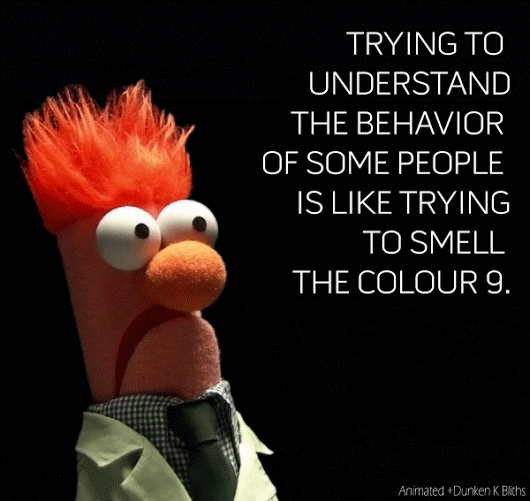 TRYING TO
UNDERSTAND
THE BEHAVIOR
OF SOME PEOPLE
IS LIKE TRYING
TO SMELL
THE COLOUR 9.
Animated +Dunken K Bliths